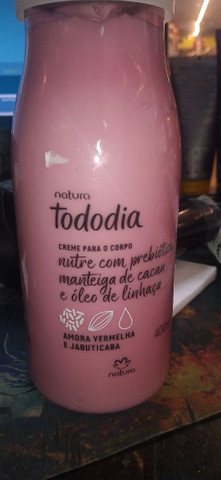 natura
tododia
CREME PARA O CORPO
nutre com prebiótico,
manteiga de cacau
e óleo de linhaça
AMORA VERMELHA
E JABUTICABA
natura